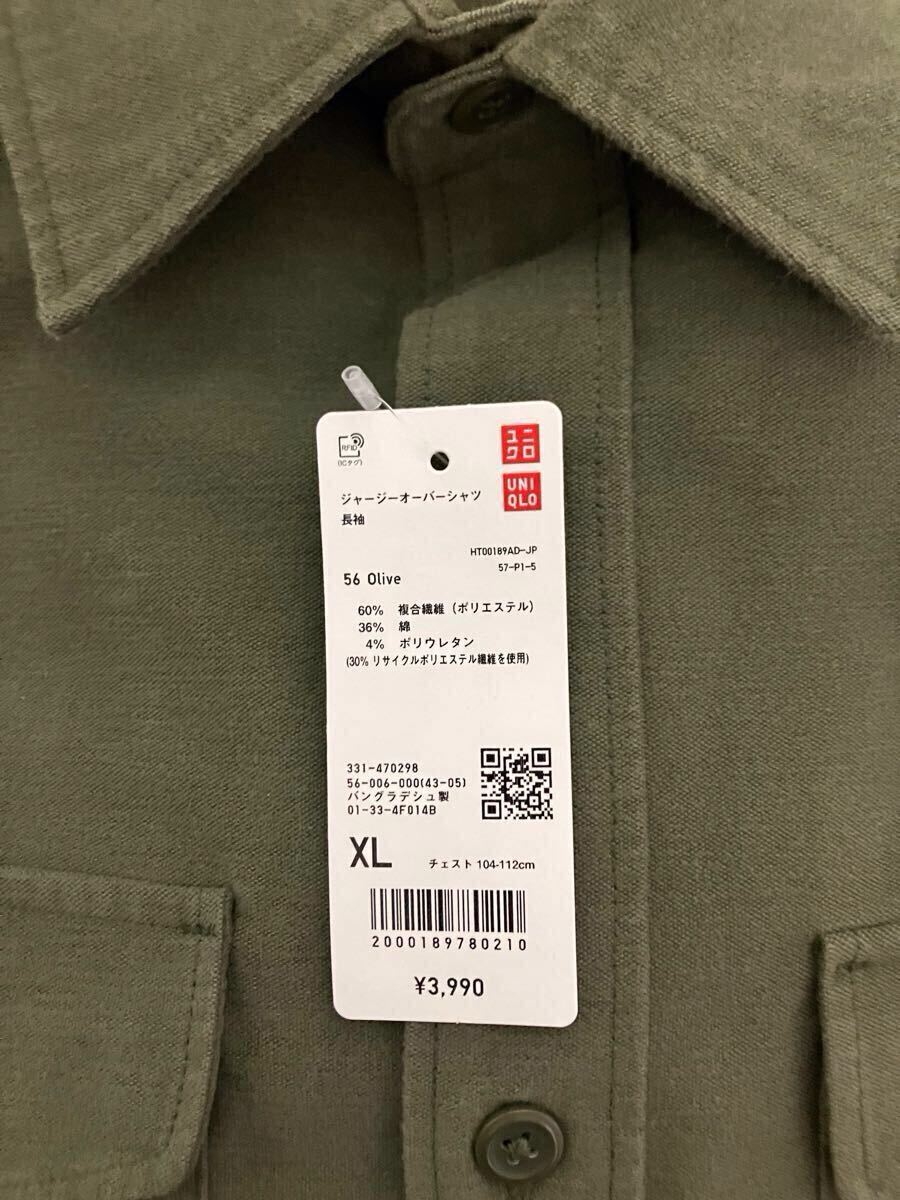 RFID
(ICタグ)
ユニ
クロ
UNI
QLO
ジャージーオーバーシャツ
長袖
HT00189AD-JP
57-P1-5
56 Olive
60% 複合繊維（ポリエステル）
36% 綿
4% ポリウレタン
(30% リサイクルポリエステル繊維を使用)
331-470298
56-006-000(43-05)
バングラデシュ製
01-33-4F014B
XL チェスト 104-112cm
2000189780210
¥3,990